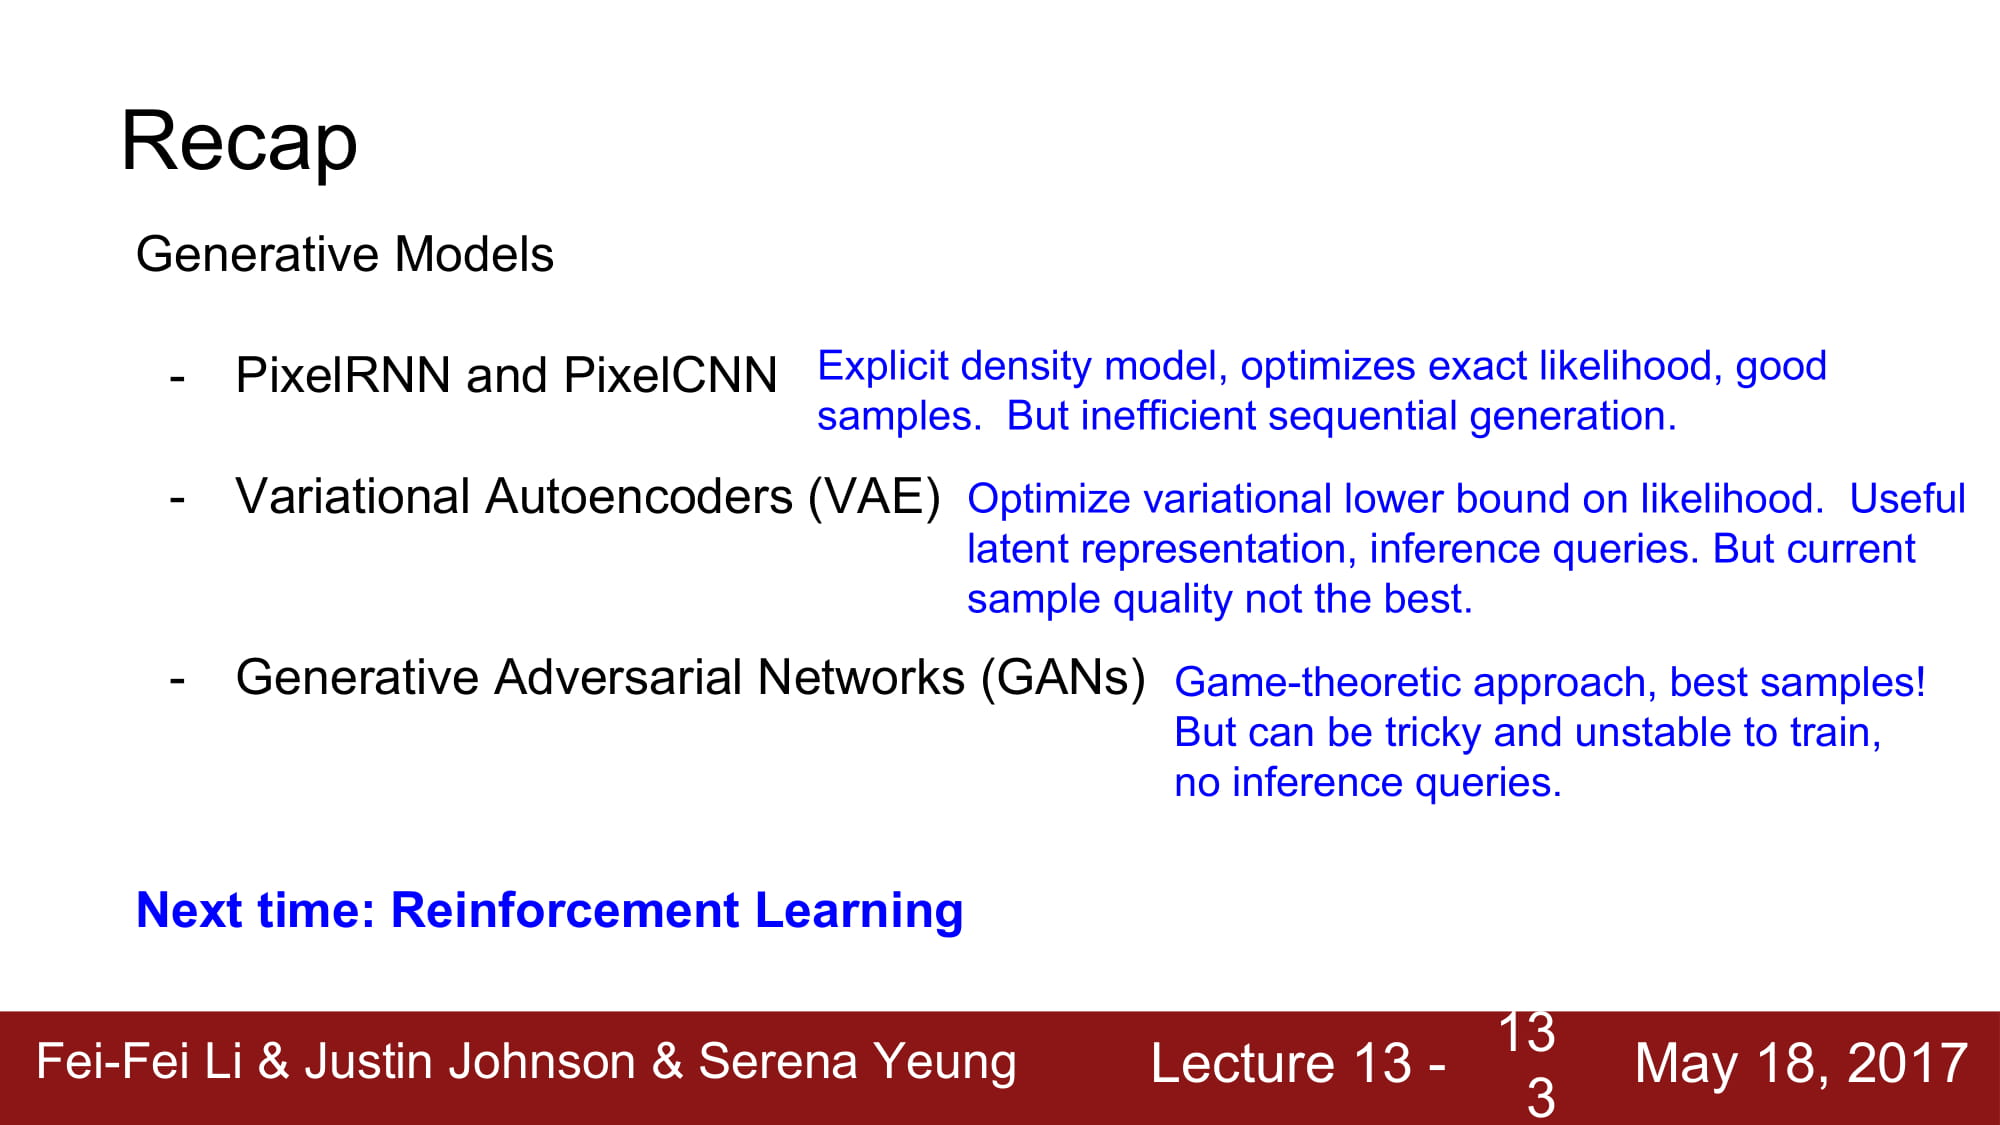 Recap
Generative Models
- PixelRNN and PixelCNN
Explicit density model, optimizes exact likelihood, good
samples.  But inefficient sequential generation.
- Variational Autoencoders (VAE)
Optimize variational lower bound on likelihood.  Useful
latent representation, inference queries. But current
sample quality not the best.
- Generative Adversarial Networks (GANs)
Game-theoretic approach, best samples!
But can be tricky and unstable to train,
no inference queries.
Next time: Reinforcement Learning
Fei-Fei Li & Justin Johnson & Serena Yeung
Lecture 13 -
13
3
May 18, 2017